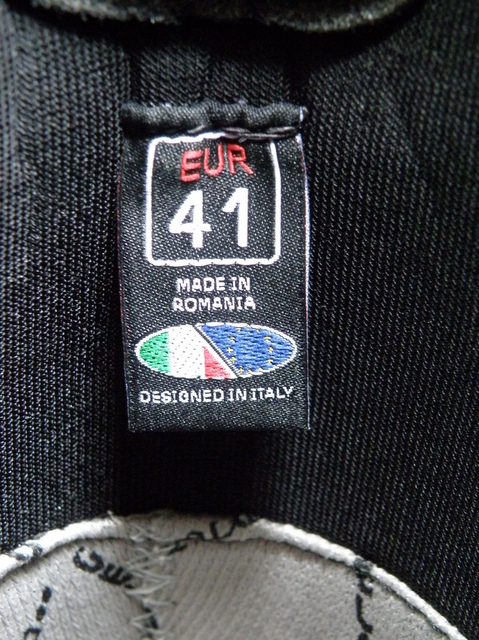 EUR
41
MADE IN
ROMANIA
DESIGNED IN ITALY